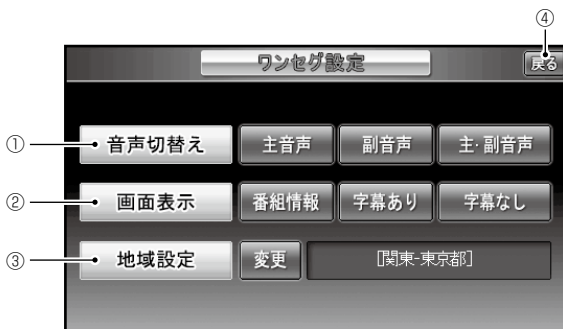 ④
ワンセグ設定 戻る
① 音声切替え 主音声 副音声 主・副音声
② 画面表示 番組情報 字幕あり 字幕なし
③ 地域設定 変更 [関東-東京都]